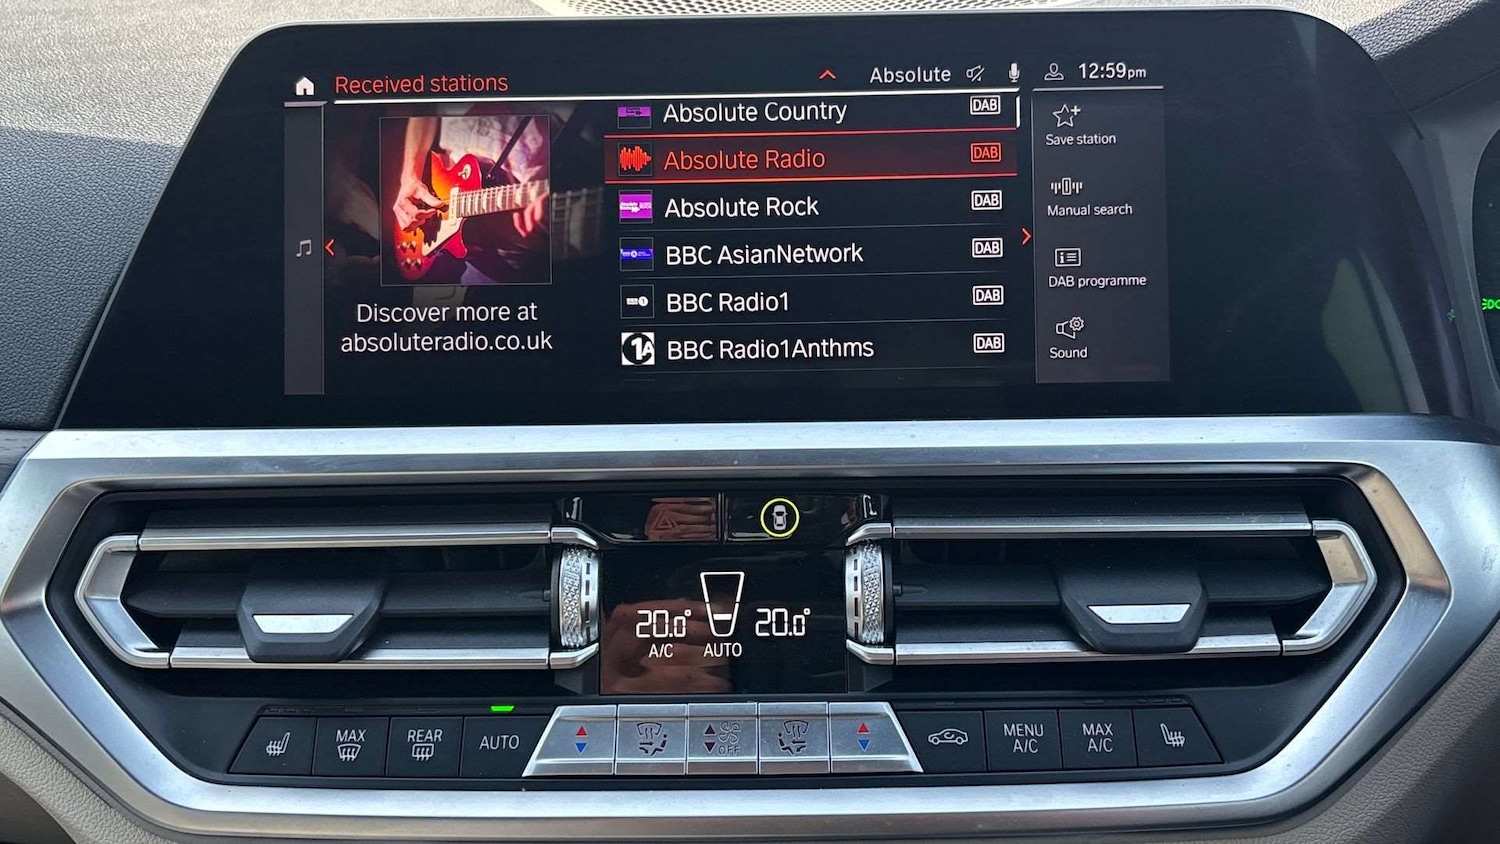 Received stations
Absolute
12:59pm
Absolute Country DAB
Absolute Radio DAB
Absolute Rock DAB
BBC AsianNetwork DAB
BBC Radio1 DAB
1A BBC Radio1Anthms DAB
Discover more at
absoluteradio.co.uk
Save station
Manual search
DAB programme
Sound
20.0° 20.0°
A/C AUTO
MAX
REAR
AUTO
OFF
MENU
A/C
MAX
A/C